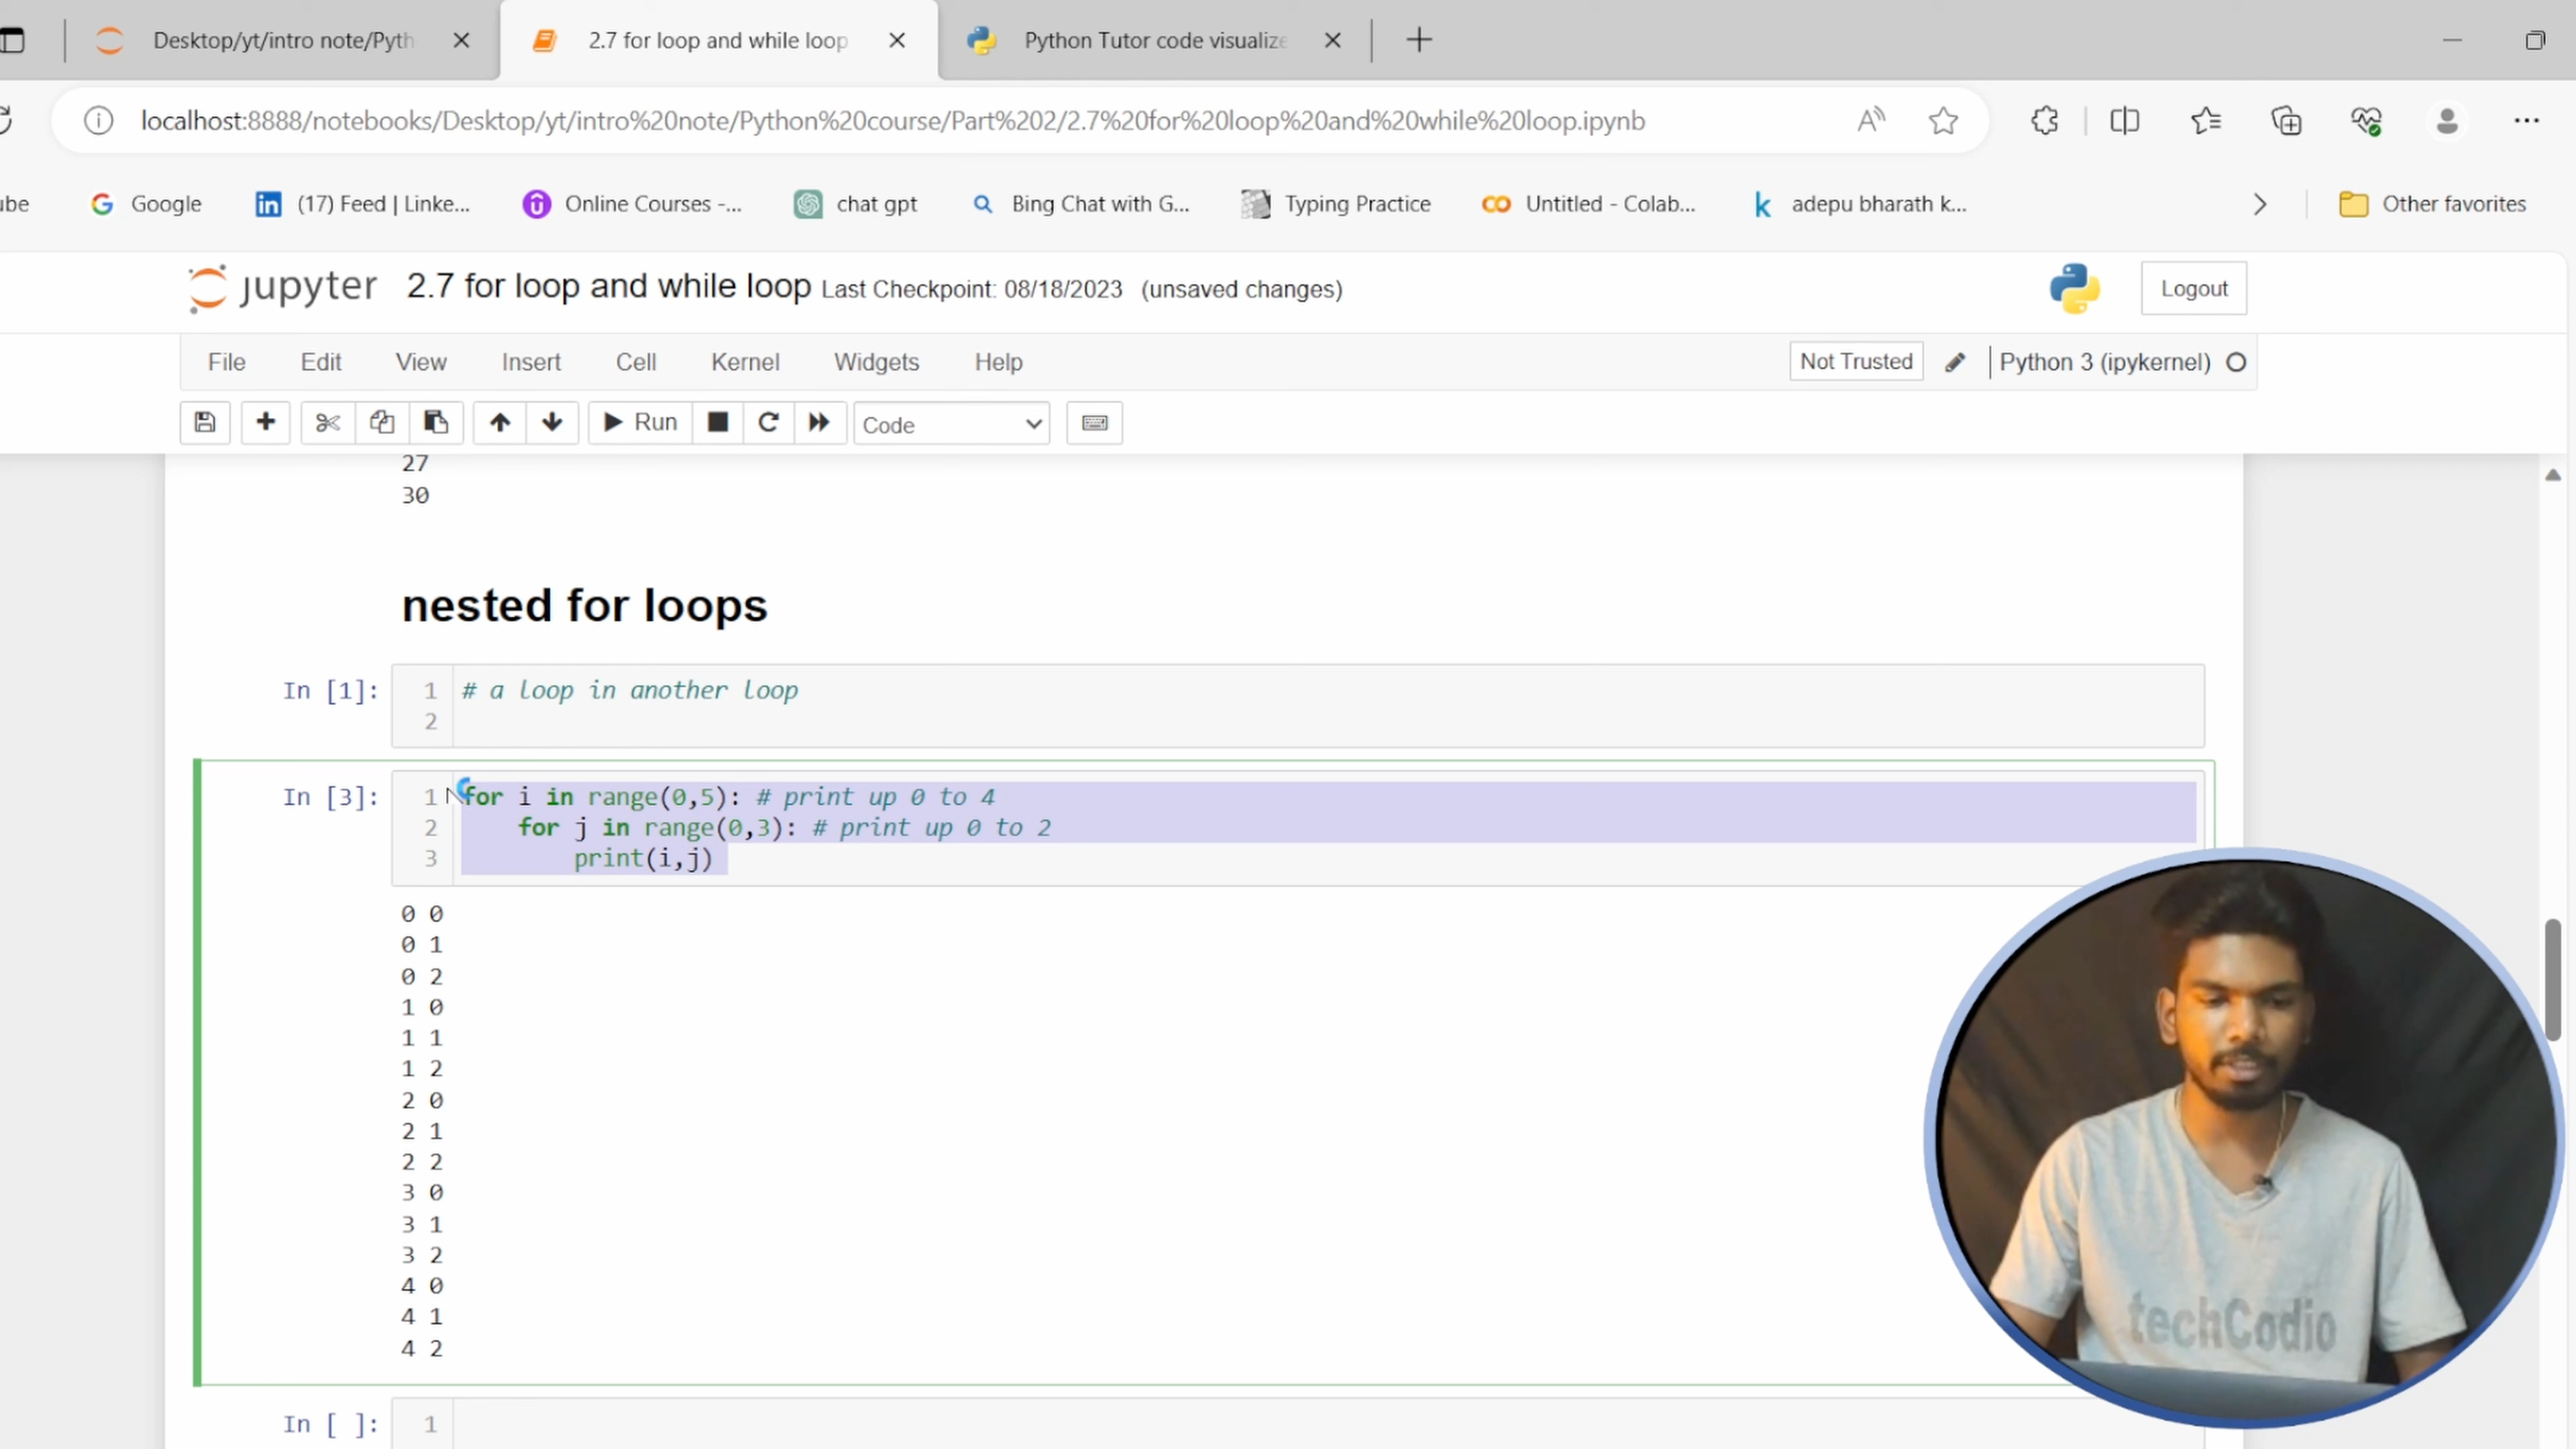 Desktop/yt/intro note/Pyth
2.7 for loop and while loop
Python Tutor code visualize
localhost:8888/notebooks/Desktop/yt/intro%20note/Python%20course/Part%202/2.7%20for%20loop%20and%20while%20loop.ipynb
ube
Google
(17) Feed | Linke...
Online Courses -...
chat gpt
Bing Chat with G...
Typing Practice
Untitled - Colab...
adepu bharath k...
Other favorites
jupyter 2.7 for loop and while loop Last Checkpoint: 08/18/2023 (unsaved changes)
Logout
File Edit View Insert Cell Kernel Widgets Help
Not Trusted
Python 3 (ipykernel)
Run
Code
27
30
nested for loops
In [1]:
1 # a loop in another loop
2
In [3]:
1 for i in range(0,5): # print up 0 to 4
2 for j in range(0,3): # print up 0 to 2
3 print(i,j)
0 0
0 1
0 2
1 0
1 1
1 2
2 0
2 1
2 2
3 0
3 1
3 2
4 0
4 1
4 2
In [ ]:
1
techCodio